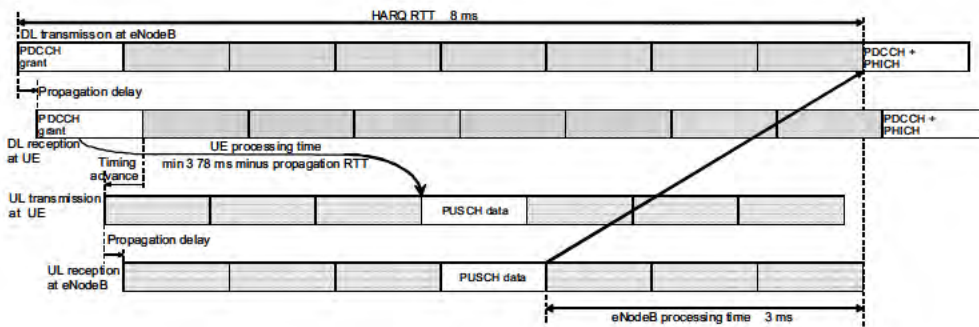 HARQ RTT 8 ms
DL transmssion at eNodeB
PDCCH
grant
PDCCH +
PHICH
Propagation delay
PDCCH
grant
PDCCH +
PHICH
DL reception
at UE
UE processing time
min 3 78 ms minus propagation RTT
Timing
advance
UL transmission
at UE
PUSCH data
Propagation delay
UL reception
at eNodeB
PUSCH data
eNodeB processing time 3 ms